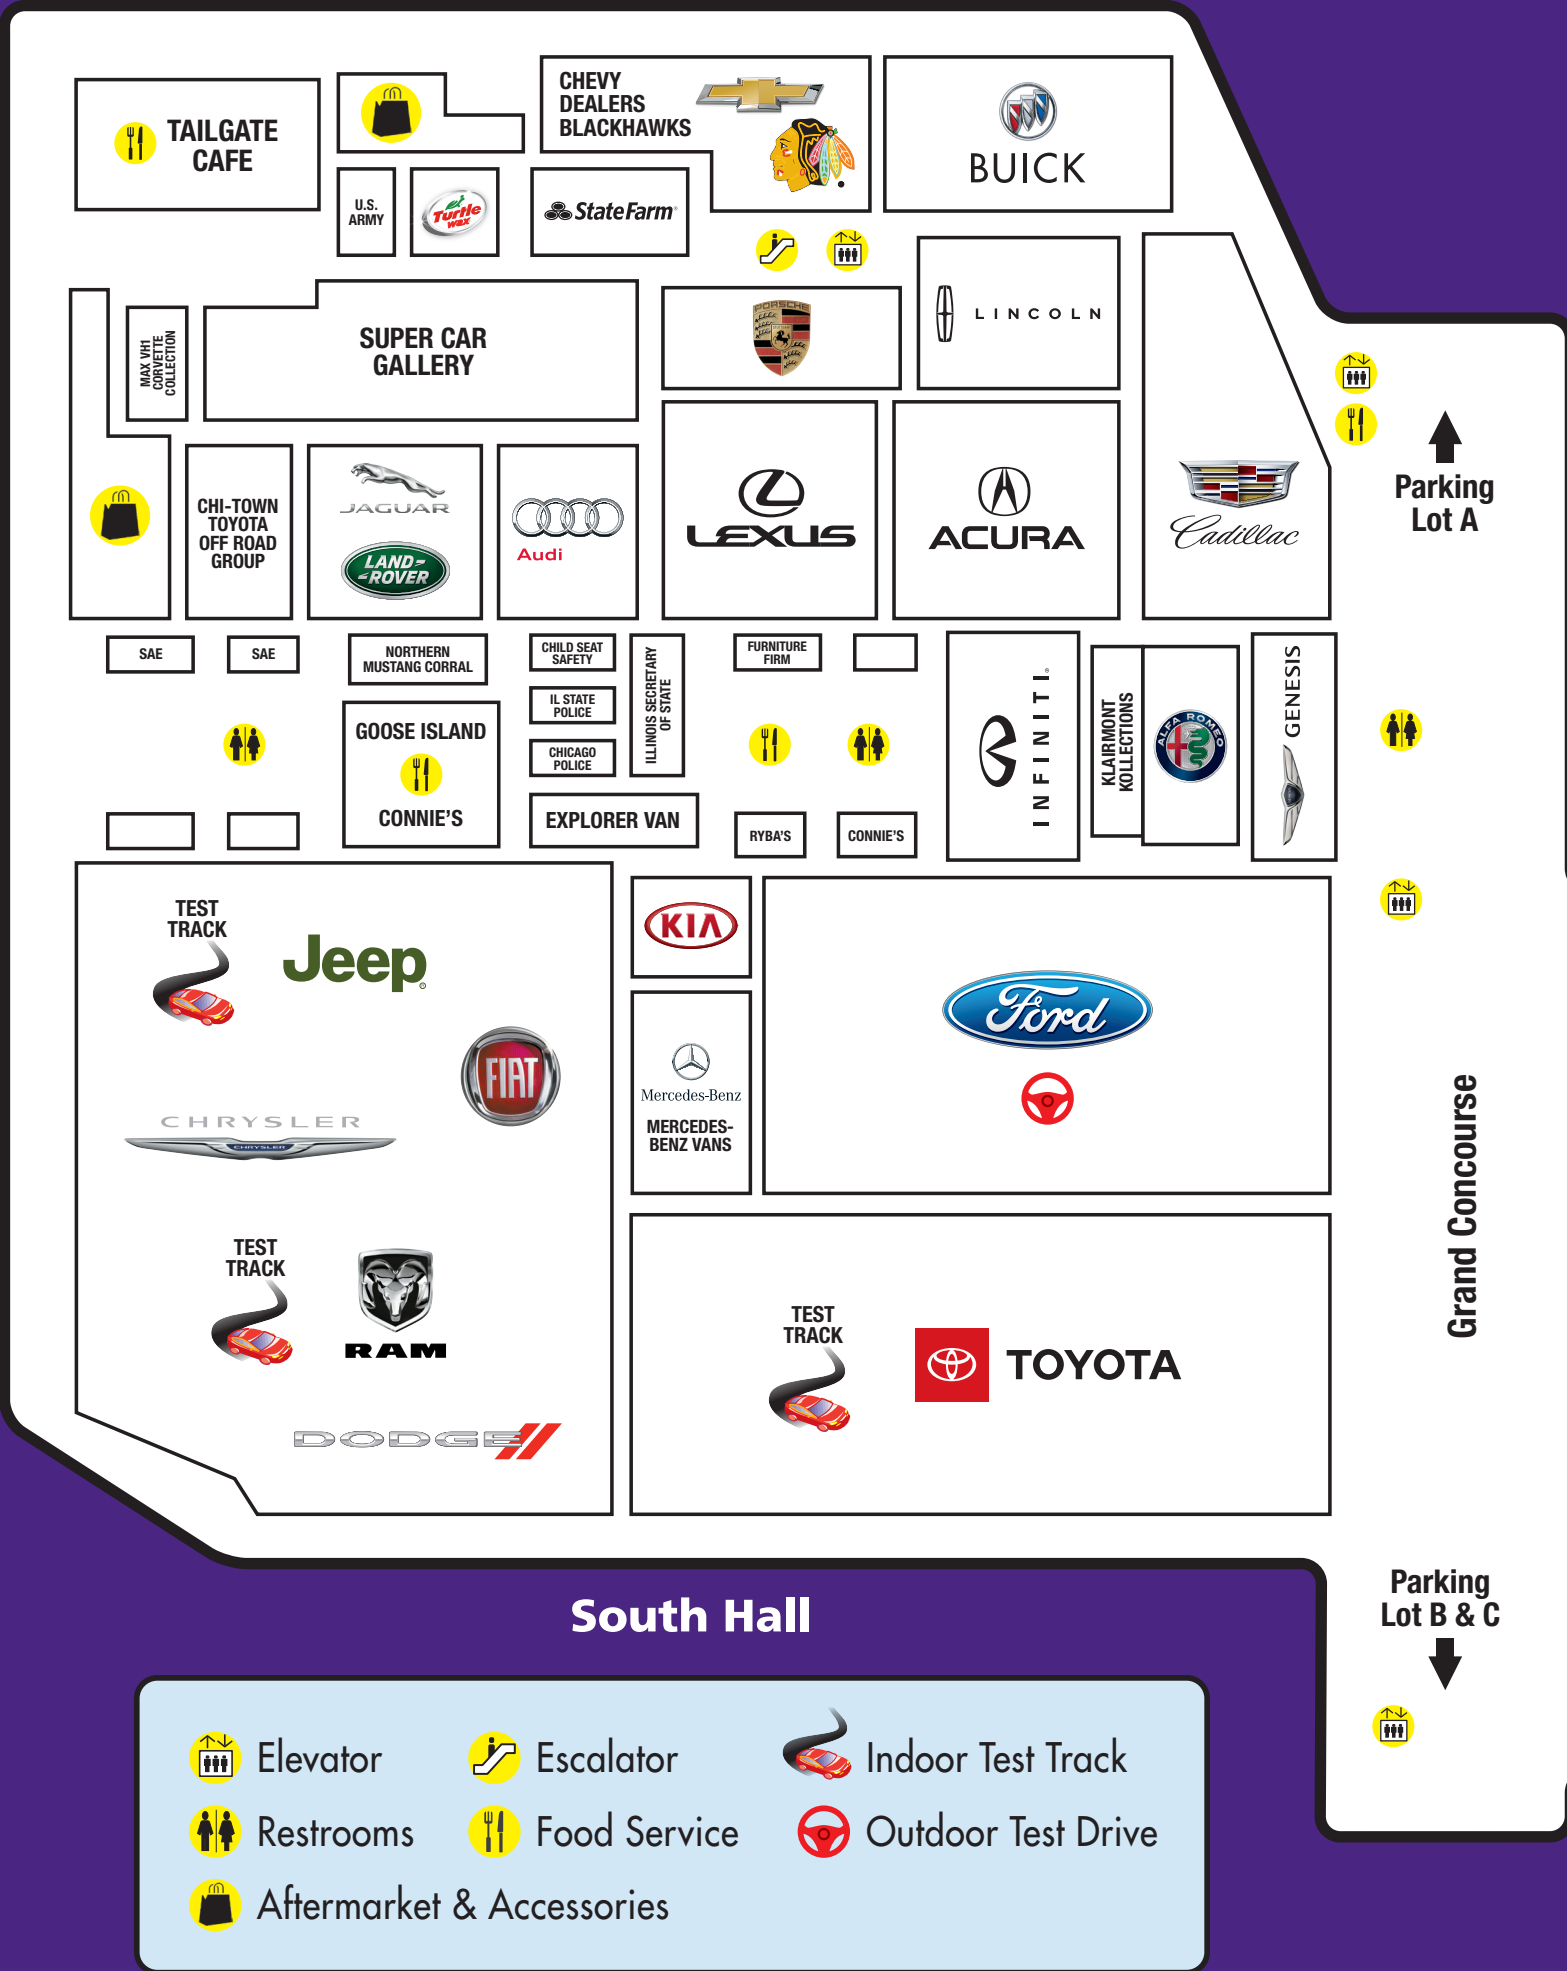 TAILGATE
CAFE
CHEVY
DEALERS
BLACKHAWKS
BUICK
U.S.
ARMY
Turtle
wax
StateFarm
MAX VH1
CORVETTE
COLLECTION
SUPER CAR
GALLERY
PORSCHE
LINCOLN
Parking
Lot A
CHI-TOWN
TOYOTA
OFF ROAD
GROUP
JAGUAR
LAND-
ROVER
Audi
LEXUS
ACURA
Cadillac
SAE
SAE
NORTHERN
MUSTANG CORRAL
CHILD SEAT
SAFETY
IL STATE
POLICE
CHICAGO
POLICE
ILLINOIS SECRETARY
OF STATE
FURNITURE
FIRM
INFINITI
KLAIRMONT
KOLLECTIONS
ALFA ROMEO
GENESIS
GOOSE ISLAND
CONNIE'S
EXPLORER VAN
RYBA'S
CONNIE'S
TEST
TRACK
Jeep
FIAT
CHRYSLER
CHRYSLER
TEST
TRACK
RAM
DODGE
KIA
Mercedes-Benz
MERCEDES-
BENZ VANS
Ford
TEST
TRACK
TOYOTA
Grand Concourse
Parking
Lot B & C
South Hall
Elevator
Escalator
Indoor Test Track
Restrooms
Food Service
Outdoor Test Drive
Aftermarket & Accessories